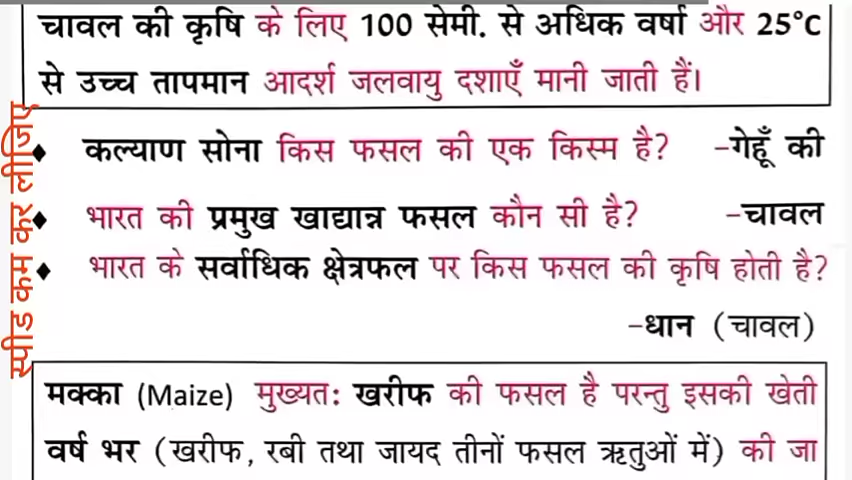 चावल की कृषि के लिए 100 सेमी. से अधिक वर्षा और 25°C
से उच्च तापमान आदर्श जलवायु दशाएँ मानी जाती हैं।
♦ कल्याण सोना किस फसल की एक किस्म है? -गेहूँ की
♦ भारत की प्रमुख खाद्यान्न फसल कौन सी है? -चावल
♦ भारत के सर्वाधिक क्षेत्रफल पर किस फसल की कृषि होती है?
-धान (चावल)
मक्का (Maize) मुख्यत: खरीफ की फसल है परन्तु इसकी खेती
वर्ष भर (खरीफ, रबी तथा जायद तीनों फसल ऋतुओं में) की जा
स्पीड कम कर लीजिए